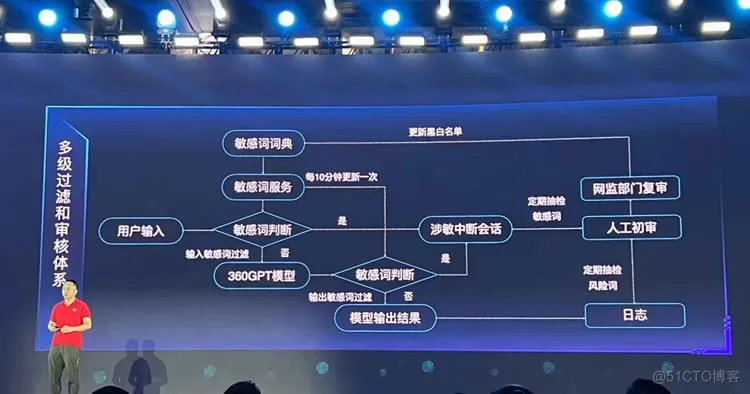 多级过滤和审核体系
敏感词词典
更新黑白名单
敏感词服务
每10分钟更新一次
网监部门复审
用户输入
敏感词判断
是
涉敏中断会话
定期抽检
敏感词
人工初审
输入敏感词过滤
否
360GPT模型
敏感词判断
是
定期抽检
风险词
输出敏感词过滤
否
模型输出结果
日志
@51CTO博客